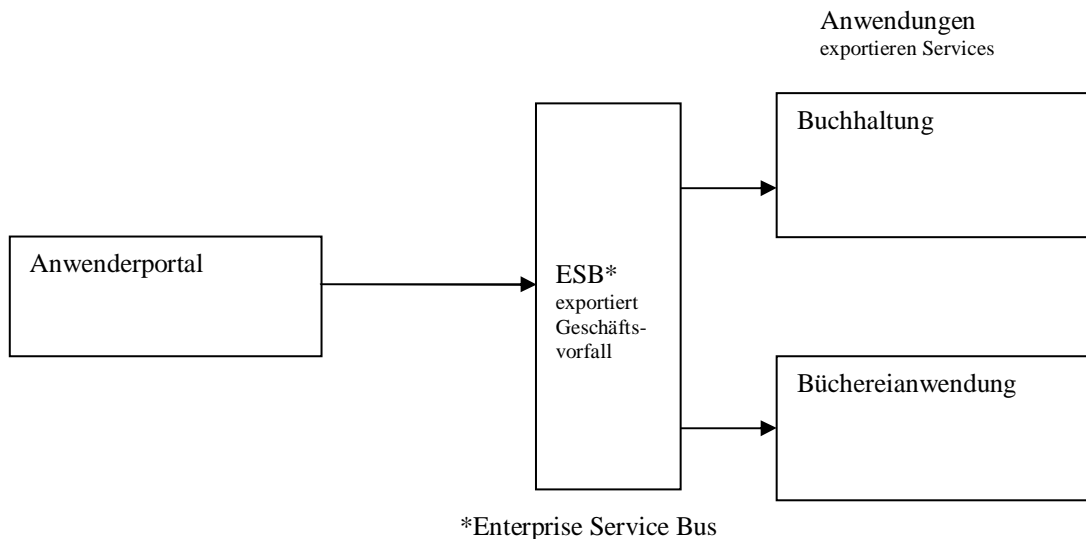 Anwendungen
exportieren Services
Buchhaltung
Anwenderportal
ESB*
exportiert
Geschäfts-
vorfall
Büchereianwendung
*Enterprise Service Bus